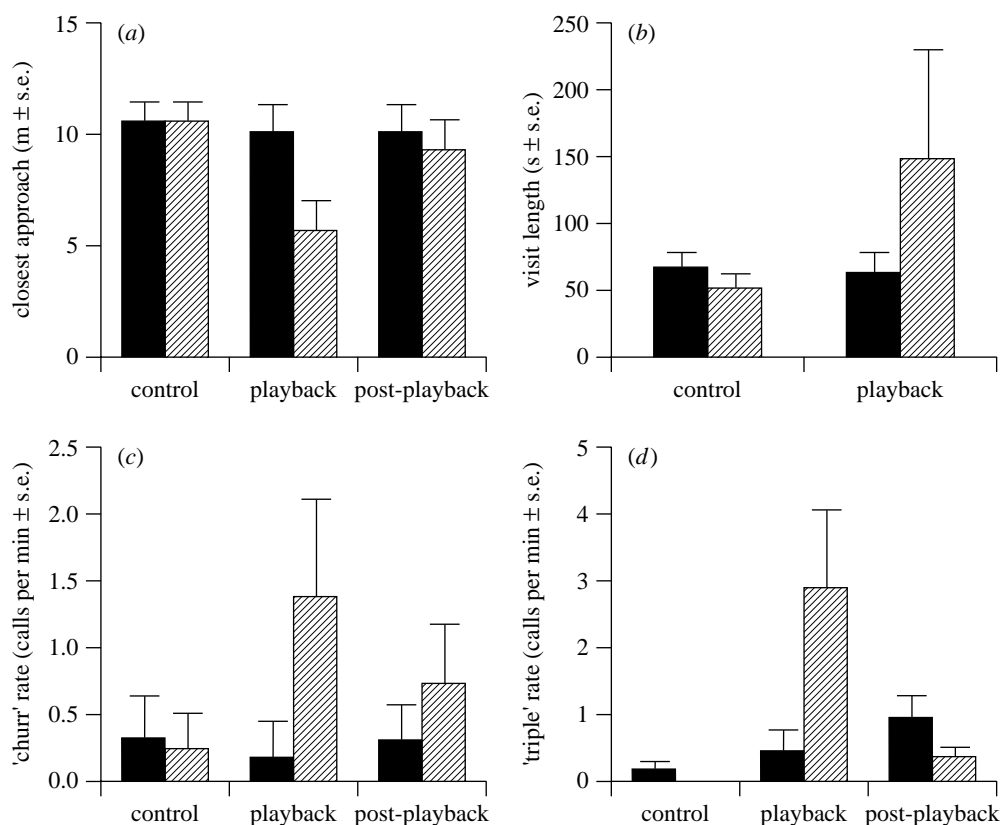 (a)
closest approach (m ± s.e.)
15
10
5
0
control playback post-playback
(b)
visit length (s ± s.e.)
250
200
150
100
50
0
control playback
(c)
'churr' rate (calls per min ± s.e.)
2.5
2.0
1.5
1.0
0.5
0.0
control playback post-playback
(d)
'triple' rate (calls per min ± s.e.)
5
4
3
2
1
0
control playback post-playback